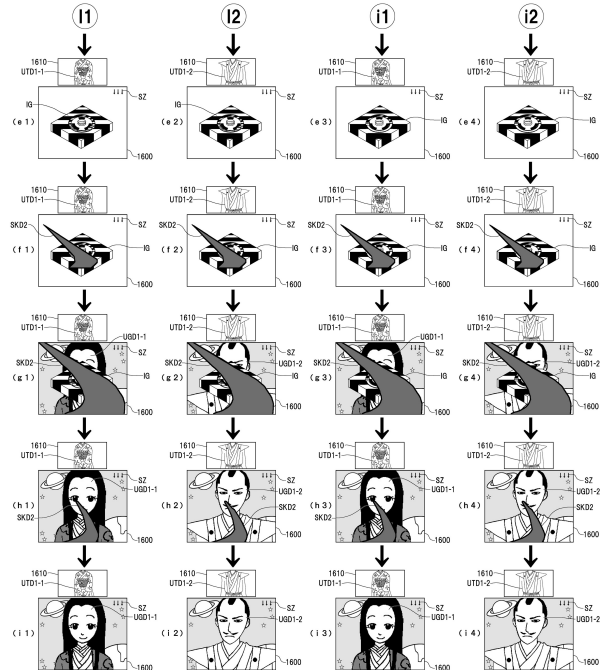 I1 I2 i1 i2
1610 1610 1610 1610
UTD1-1 UTD1-2 UTD1-1 UTD1-2
↓↓↓ SZ ↓↓↓ SZ ↓↓↓ SZ ↓↓↓ SZ
IG IG IG IG
(e1) (e2) (e3) (e4)
1600 1600 1600 1600
1610 1610 1610 1610
UTD1-1 UTD1-2 UTD1-1 UTD1-2
SKD2 ↓↓↓ SZ SKD2 ↓↓↓ SZ SKD2 ↓↓↓ SZ SKD2 ↓↓↓ SZ
(f1) IG (f2) IG (f3) IG (f4) IG
1600 1600 1600 1600
1610 1610 1610 1610
UTD1-1 UGD1-1 UTD1-2 UTD1-1 UGD1-1 UTD1-2
SZ SZ SZ SZ
SKD2 SKD2 UGD1-2 SKD2 SKD2 UGD1-2
(g1) IG (g2) IG (g3) IG (g4) IG
1600 1600 1600 1600
1610 1610 1610 1610
UTD1-1 UTD1-2 UTD1-1 UTD1-2
↓↓↓ SZ ↓↓↓ SZ ↓↓↓ SZ ↓↓↓ SZ
UGD1-1 UGD1-2 UGD1-1 UGD1-2
(h1) (h2) SKD2 (h3) (h4) SKD2
SKD2 SKD2
1600 1600 1600 1600
1610 1610 1610 1610
UTD1-1 UTD1-2 UTD1-1 UTD1-2
↓↓↓ SZ ↓↓↓ SZ ↓↓↓ SZ ↓↓↓ SZ
UGD1-1 UGD1-2 UGD1-1 UGD1-2
(i1) (i2) (i3) (i4)
1600 1600 1600 1600